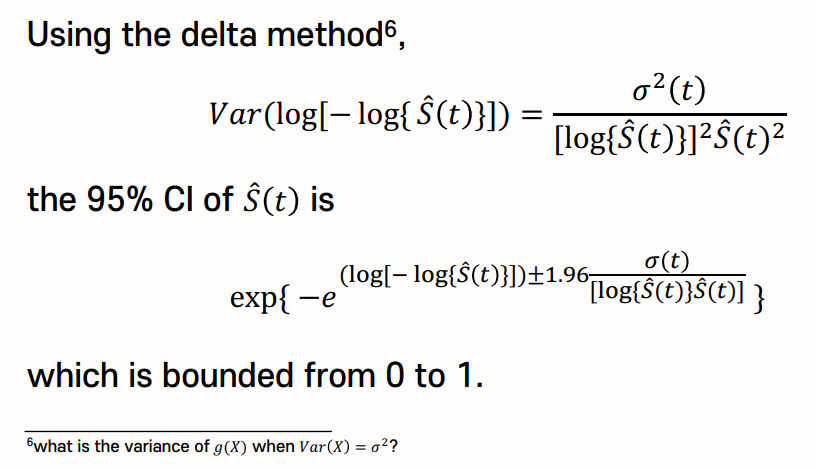 Using the delta method⁶,
Var(log[− log{Ŝ(t)}]) = σ²(t) / [log{Ŝ(t)}]²Ŝ(t)²
the 95% CI of Ŝ(t) is
exp{ −e^((log[− log{Ŝ(t)}])±1.96 σ(t) / [log{Ŝ(t)}Ŝ(t)]) }
which is bounded from 0 to 1.
⁶what is the variance of g(X) when Var(X) = σ²?